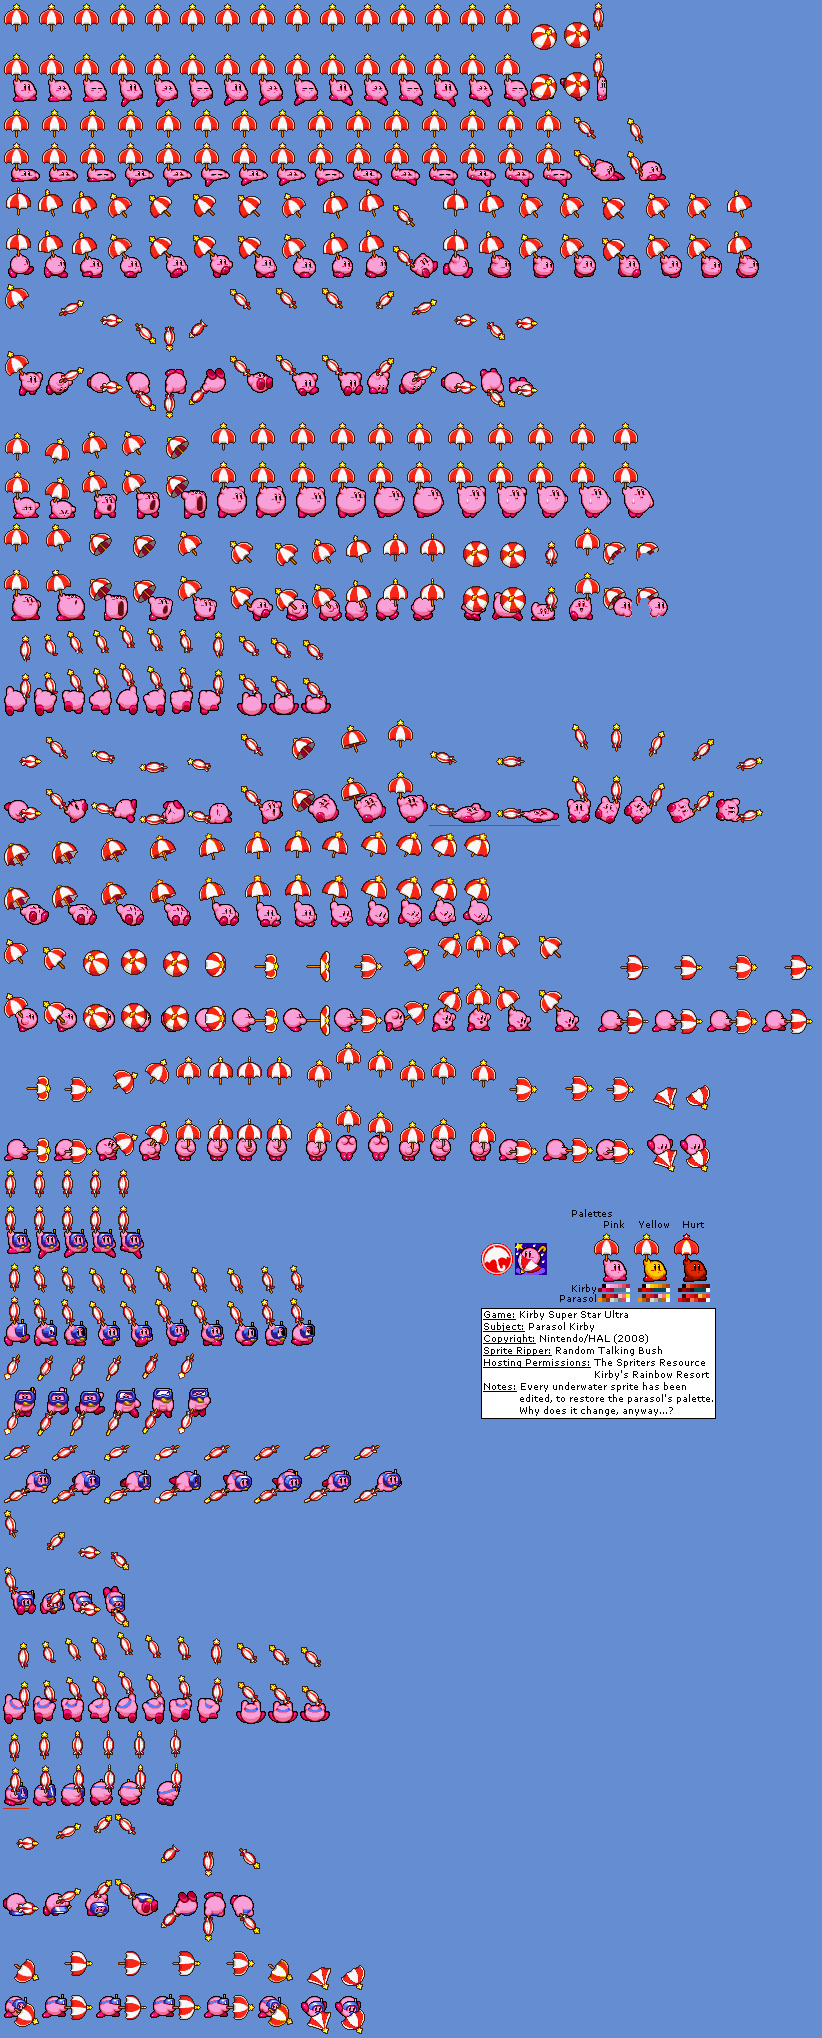 Palettes
Pink Yellow Hurt
Kirby
Parasol
Game: Kirby Super Star Ultra
Subject: Parasol Kirby
Copyright: Nintendo/HAL (2008)
Sprite Ripper: Random Talking Bush
Hosting Permissions: The Spriters Resource
Kirby's Rainbow Resort
Notes: Every underwater sprite has been
edited, to restore the parasol's palette.
Why does it change, anyway...?